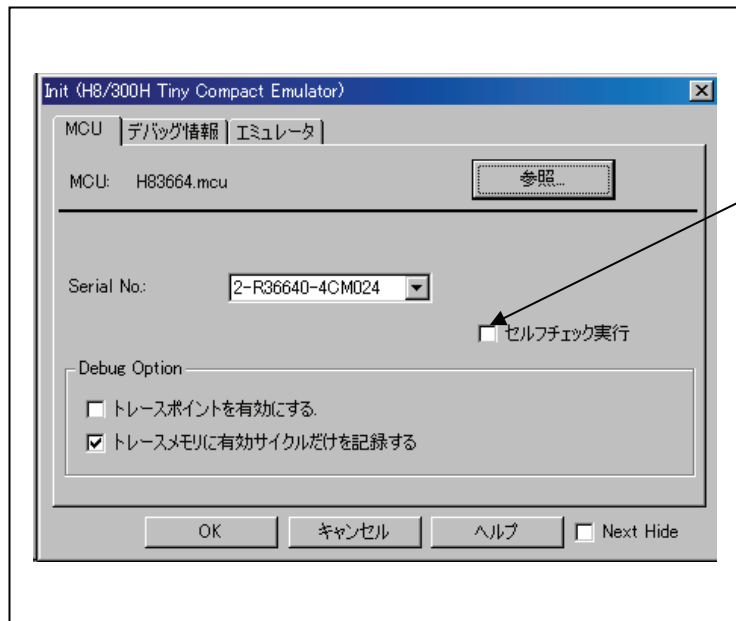 Init (H8/300H Tiny Compact Emulator)
MCU デバッグ情報 エミュレータ
MCU: H83664.mcu 参照...
Serial No.: 2-R36640-4CM024
セルフチェック実行
Debug Option
トレースポイントを有効にする.
トレースメモリに有効サイクルだけを記録する
OK キャンセル ヘルプ Next Hide